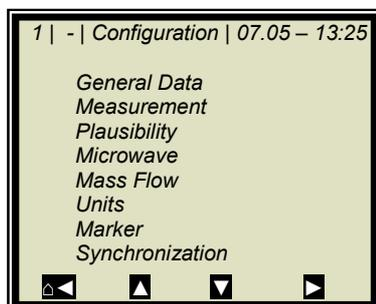 1 | - | Configuration | 07.05 – 13:25
General Data
Measurement
Plausibility
Microwave
Mass Flow
Units
Marker
Synchronization